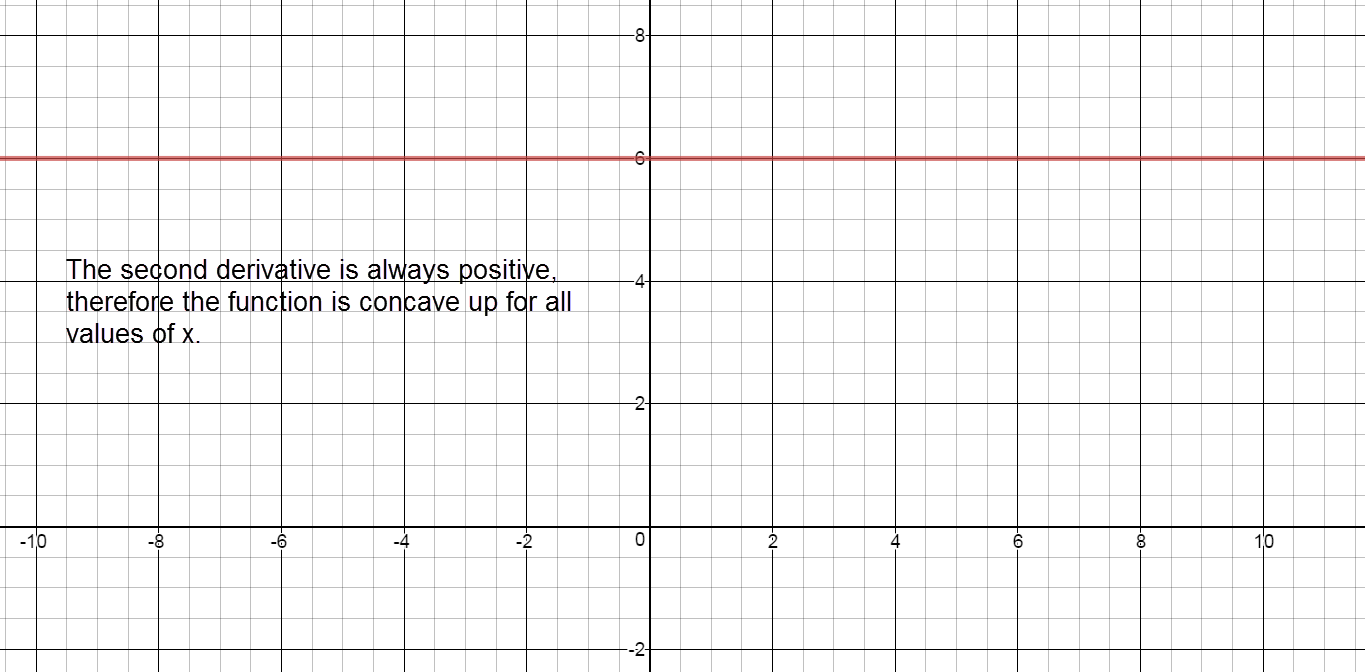 8
6
The second derivative is always positive,
4
therefore the function is concave up for all
values of x.
2
-10 -8 -6 -4 -2 0 2 4 6 8 10
-2